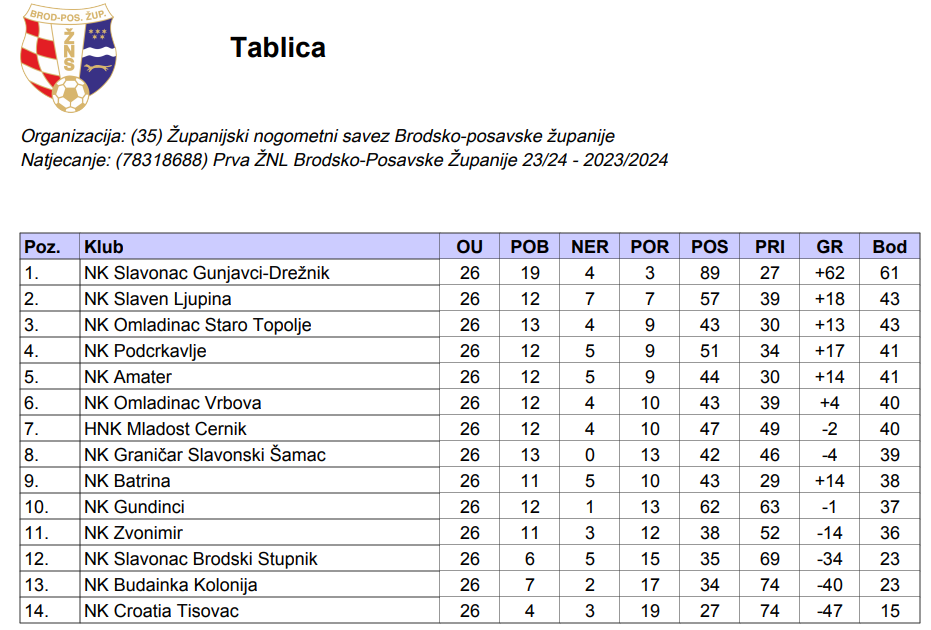 BROD-POS. ŽUP.
ŽNS
Tablica
Organizacija: (35) Županijski nogometni savez Brodsko-posavske županije
Natjecanje: (78318688) Prva ŽNL Brodsko-Posavske Županije 23/24 - 2023/2024
Poz. Klub OU POB NER POR POS PRI GR Bod
1. NK Slavonac Gunjavci-Drežnik 26 19 4 3 89 27 +62 61
2. NK Slaven Ljupina 26 12 7 7 57 39 +18 43
3. NK Omladinac Staro Topolje 26 13 4 9 43 30 +13 43
4. NK Podcrkavlje 26 12 5 9 51 34 +17 41
5. NK Amater 26 12 5 9 44 30 +14 41
6. NK Omladinac Vrbova 26 12 4 10 43 39 +4 40
7. HNK Mladost Cernik 26 12 4 10 47 49 -2 40
8. NK Graničar Slavonski Šamac 26 13 0 13 42 46 -4 39
9. NK Batrina 26 11 5 10 43 29 +14 38
10. NK Gundinci 26 12 1 13 62 63 -1 37
11. NK Zvonimir 26 11 3 12 38 52 -14 36
12. NK Slavonac Brodski Stupnik 26 6 5 15 35 69 -34 23
13. NK Budainka Kolonija 26 7 2 17 34 74 -40 23
14. NK Croatia Tisovac 26 4 3 19 27 74 -47 15